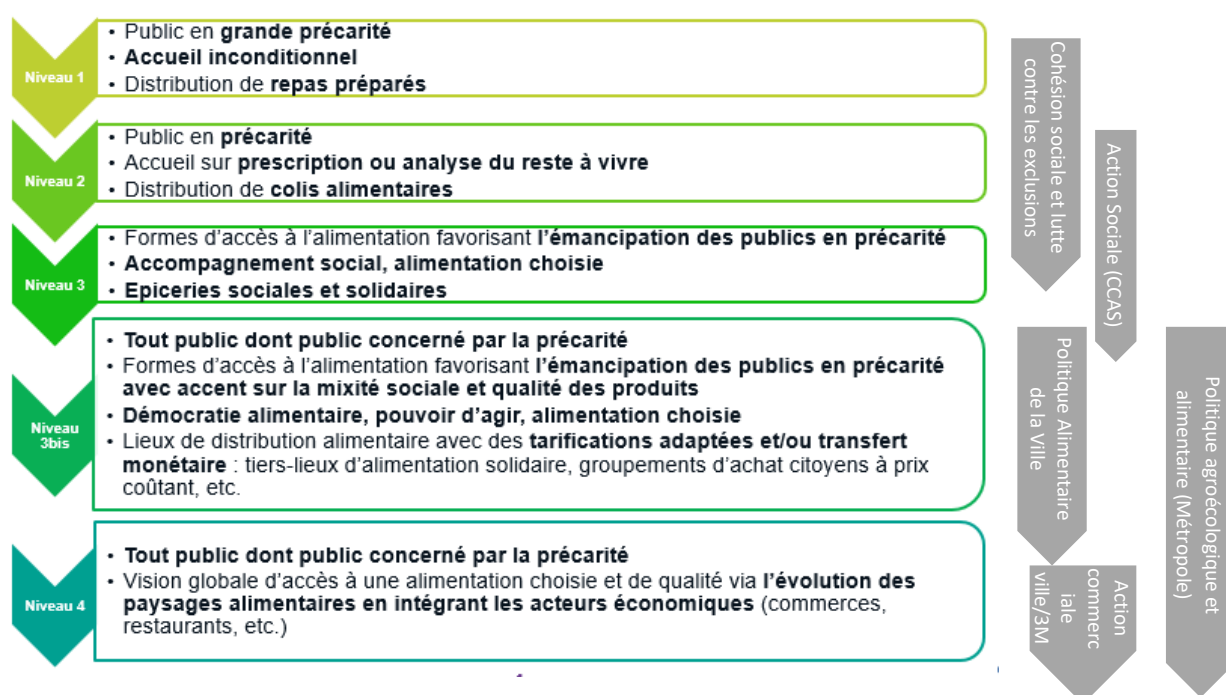 Niveau 1
• Public en grande précarité
• Accueil inconditionnel
• Distribution de repas préparés
Niveau 2
• Public en précarité
• Accueil sur prescription ou analyse du reste à vivre
• Distribution de colis alimentaires
Niveau 3
• Formes d’accès à l’alimentation favorisant l’émancipation des publics en précarité
• Accompagnement social, alimentation choisie
• Epiceries sociales et solidaires
Niveau
3bis
• Tout public dont public concerné par la précarité
• Formes d’accès à l’alimentation favorisant l’émancipation des publics en précarité
avec accent sur la mixité sociale et qualité des produits
• Démocratie alimentaire, pouvoir d’agir, alimentation choisie
• Lieux de distribution alimentaire avec des tarifications adaptées et/ou transfert
monétaire : tiers-lieux d’alimentation solidaire, groupements d’achat citoyens à prix
coûtant, etc.
Niveau 4
• Tout public dont public concerné par la précarité
• Vision globale d’accès à une alimentation choisie et de qualité via l’évolution des
paysages alimentaires en intégrant les acteurs économiques (commerces,
restaurants, etc.)
Cohésion sociale et lutte
contre les exclusions
Action Sociale (CCAS)
Politique Alimentaire
de la Ville
Action
commerc
iale
ville/3M
Politique agroécologique et
alimentaire (Métropole)